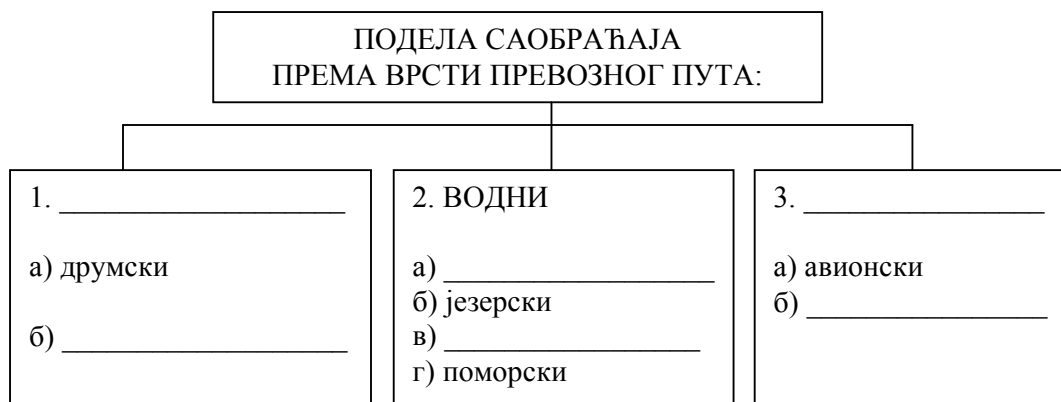 ПОДЕЛА САОБРАЋАЈА
ПРЕМА ВРСТИ ПРЕВОЗНОГ ПУТА:
1. ___________________
а) друмски
б) ___________________
2. ВОДНИ
а) __________________
б) језерски
в) _________________
г) поморски
3. ________________
а) авионски
б) ________________